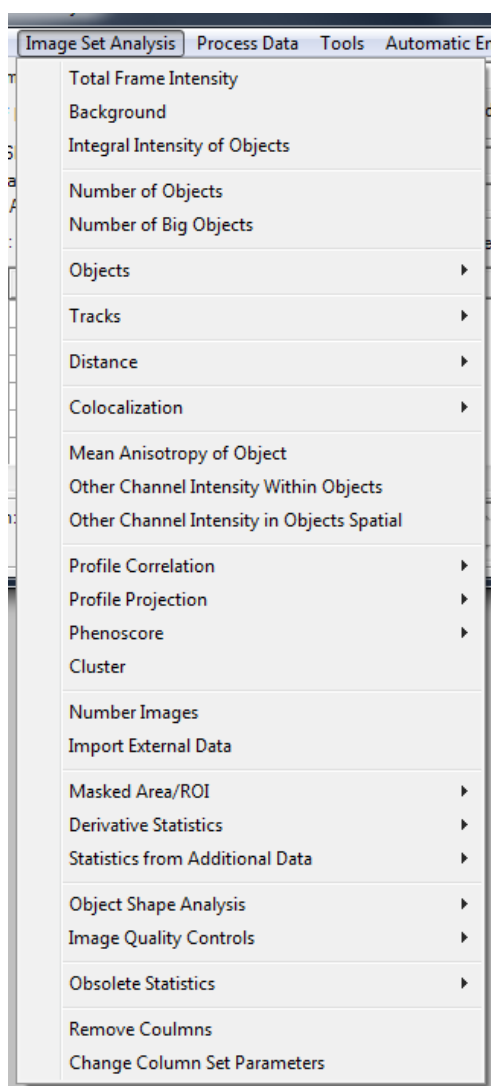 Image Set Analysis Process Data Tools Automatic
Total Frame Intensity
Background
Integral Intensity of Objects
Number of Objects
Number of Big Objects
Objects
Tracks
Distance
Colocalization
Mean Anisotropy of Object
Other Channel Intensity Within Objects
Other Channel Intensity in Objects Spatial
Profile Correlation
Profile Projection
Phenoscore
Cluster
Number Images
Import External Data
Masked Area/ROI
Derivative Statistics
Statistics from Additional Data
Object Shape Analysis
Image Quality Controls
Obsolete Statistics
Remove Coulmns
Change Column Set Parameters